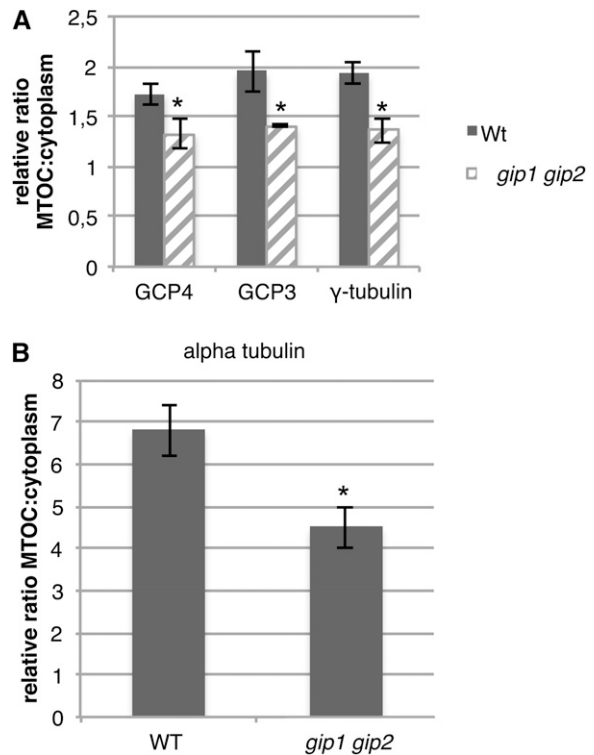 A
2,5
2
1,5
1
0,5
0
relative ratio
MTOC:cytoplasm
* * *
GCP4 GCP3 γ-tubulin
Wt
gip1 gip2
B
alpha tubulin
8
7
6
5
4
3
2
1
0
relative ratio MTOC:cytoplasm
*
WT gip1 gip2